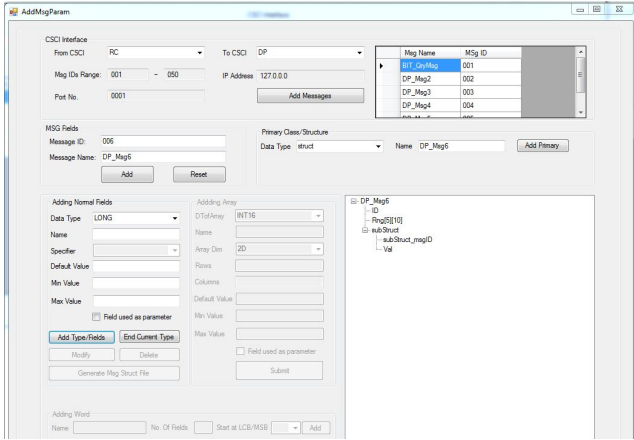 AddMsgParam
CSCI Interface
From CSCI RC To CSCI DP
Msg IDs Range: 001 - 050 IP Address 127.0.0.0
Port No. 0001 Add Messages
Msg Name MSg ID
BIT_QryMsg 001
DP_Msg2 002
DP_Msg3 003
DP_Msg4 004
MSG Fields
Message ID: 006
Message Name: DP_Msg6
Add Reset
Primary Class/Structure
Data Type struct Name DP_Msg6 Add Primary
Adding Normal Fields
Data Type LONG
Name
Specifier
Default Value
Min Value
Max Value
Field used as parameter
Add Type/Fields End Current Type
Modify Delete
Generate Msg Struct File
Addding Array
DTofArray INT16
Name
Array Dim 2D
Rows
Columns
Default Value
Min Value
Max Value
Field used as parameter
Submit
DP_Msg6
ID
Rng[5][10]
subStruct
subStruct_msgID
Val
Adding Word
Name No. Of Fields Start at LCB/MSB Add